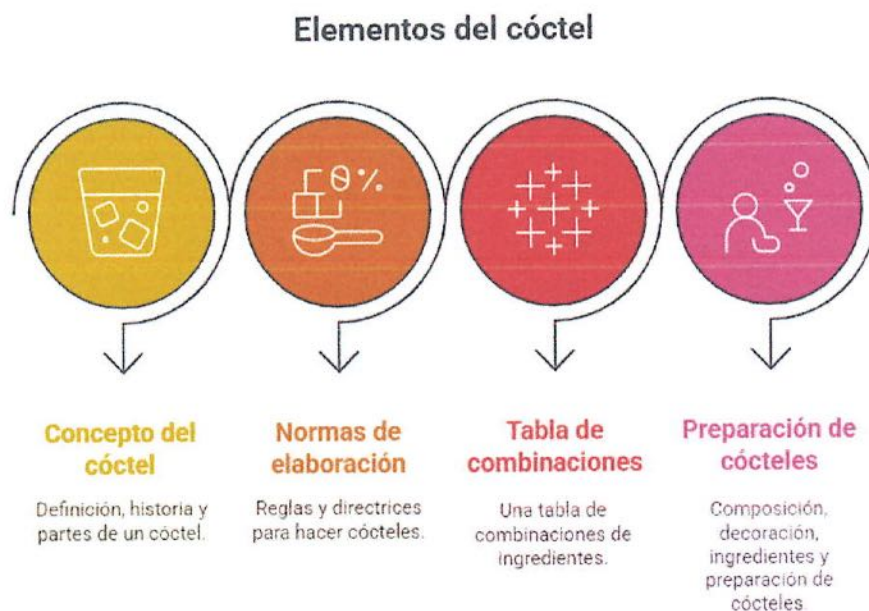 Elementos del cóctel
0%
Concepto del
cóctel
Definición, historia y
partes de un cóctel.
Normas de
elaboración
Reglas y directrices
para hacer cócteles.
Tabla de
combinaciones
Una tabla de
combinaciones de
ingredientes.
Preparación de
cócteles
Composición,
decoración,
ingredientes y
preparación de
cócteles